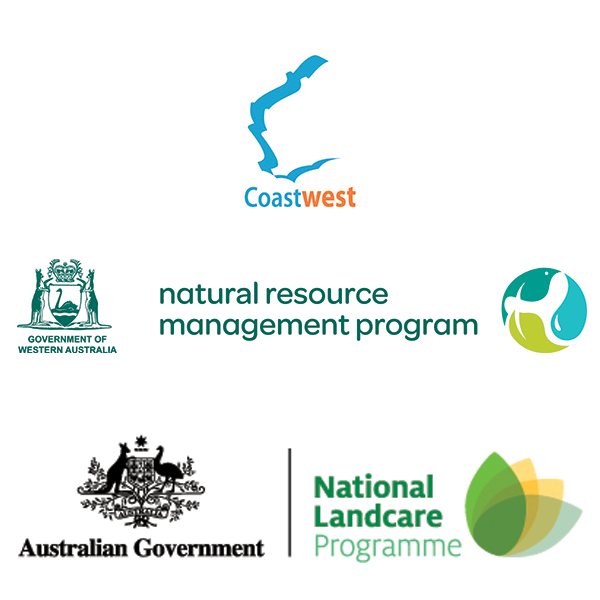 Coastwest
natural resource
management program
GOVERNMENT OF
WESTERN AUSTRALIA
Australian Government
National
Landcare
Programme